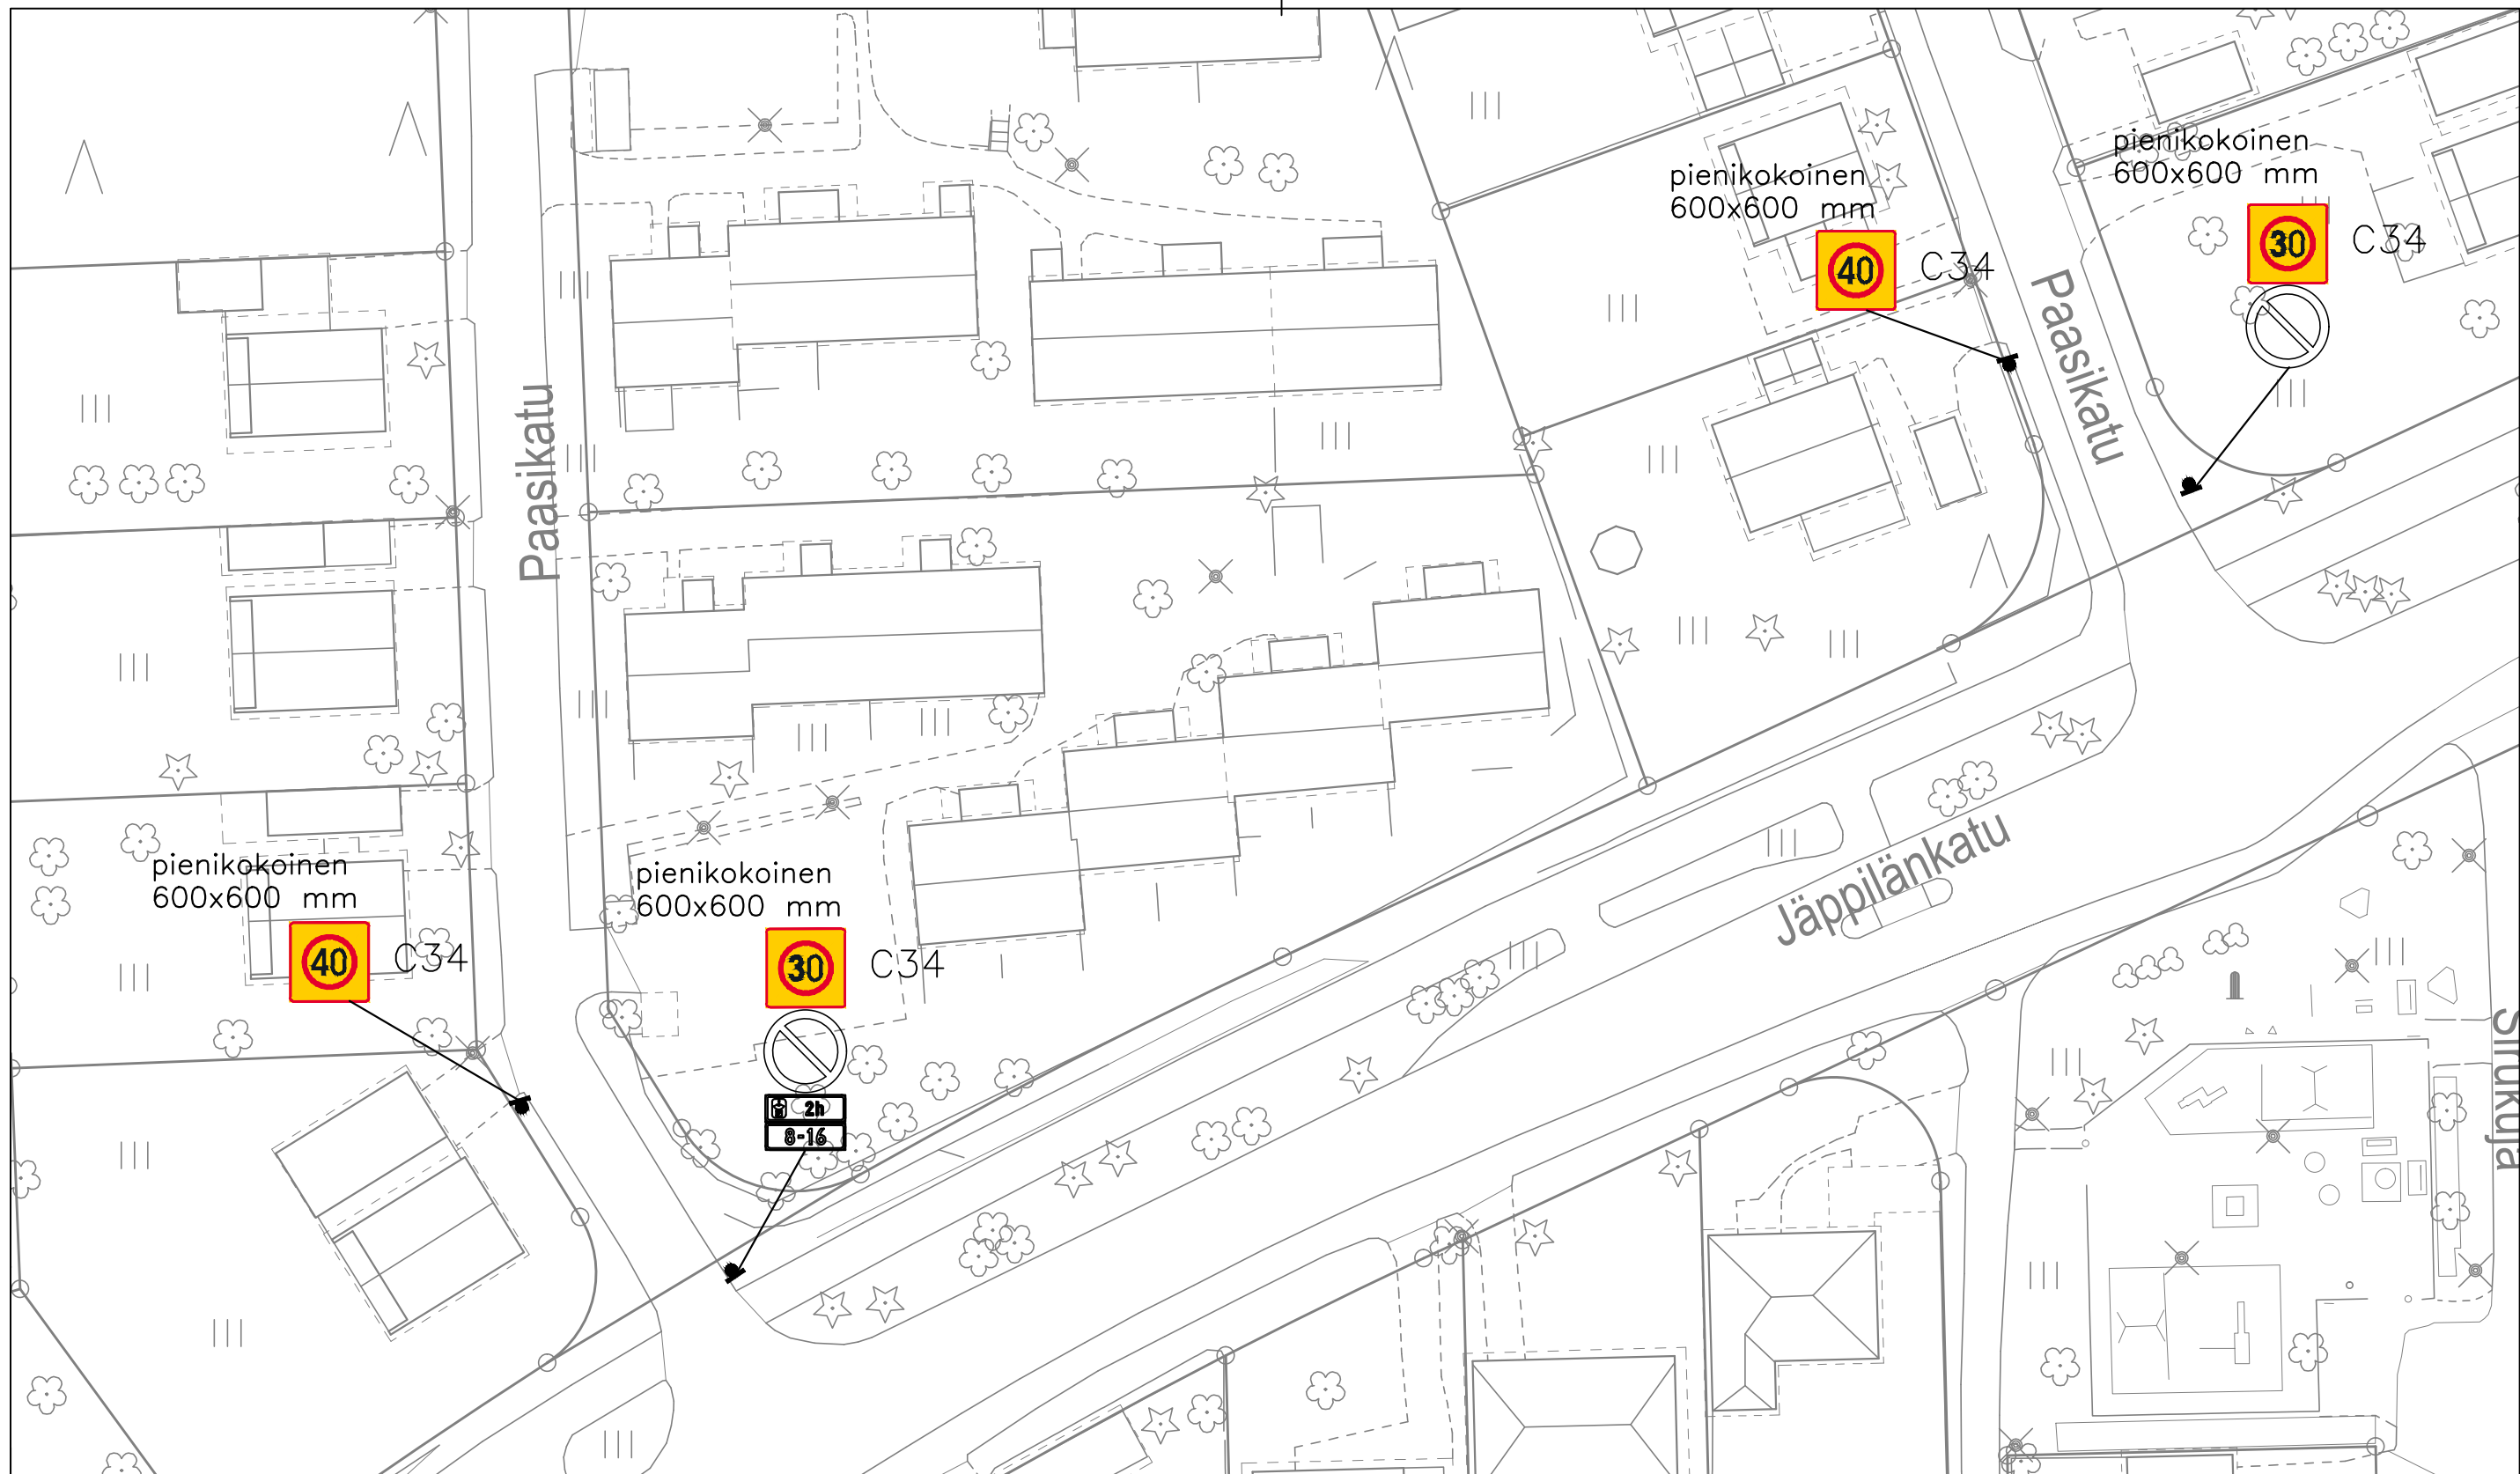 pienikokoinen
600x600 mm
30
C34
pienikokoinen
600x600 mm
40
C34
Paasikatu
Paasikatu
Jäppilänkatu
pienikokoinen
600x600 mm
40
C34
pienikokoinen
600x600 mm
30
C34
2h
8-16
Sirukuja